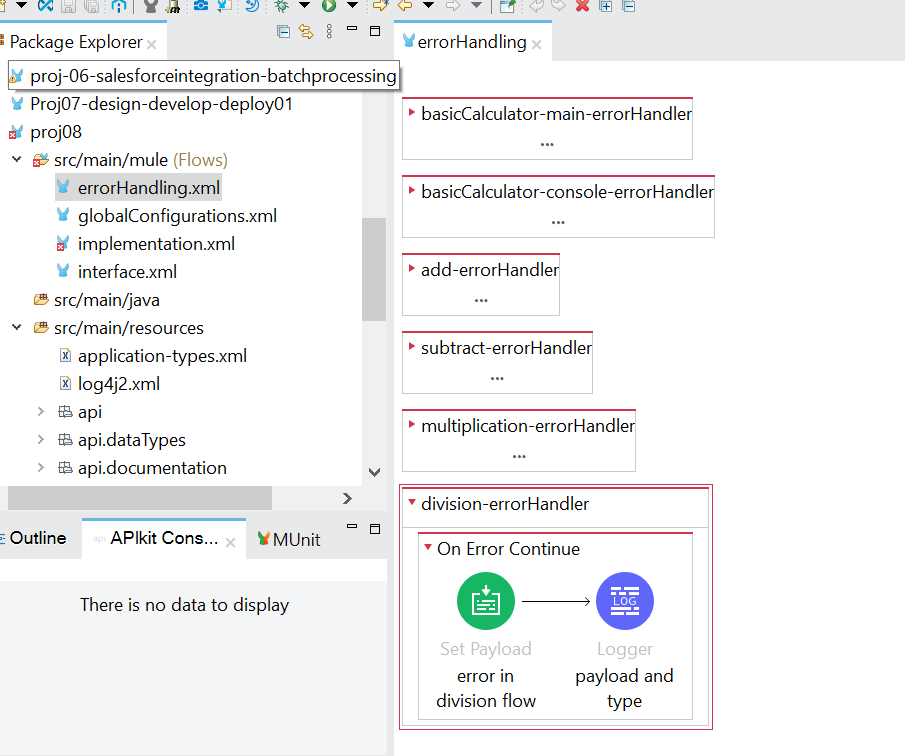 Package Explorer
proj-06-salesforceintegration-batchprocessing
Proj07-design-develop-deploy01
proj08
src/main/mule (Flows)
errorHandling.xml
globalConfigurations.xml
implementation.xml
interface.xml
src/main/java
src/main/resources
application-types.xml
log4j2.xml
api
api.dataTypes
api.documentation
Outline
APIkit Cons...
MUnit
There is no data to display
errorHandling
basicCalculator-main-errorHandler
...
basicCalculator-console-errorHandler
...
add-errorHandler
...
subtract-errorHandler
...
multiplication-errorHandler
...
division-errorHandler
On Error Continue
LOG
Set Payload
error in
division flow
Logger
payload and
type